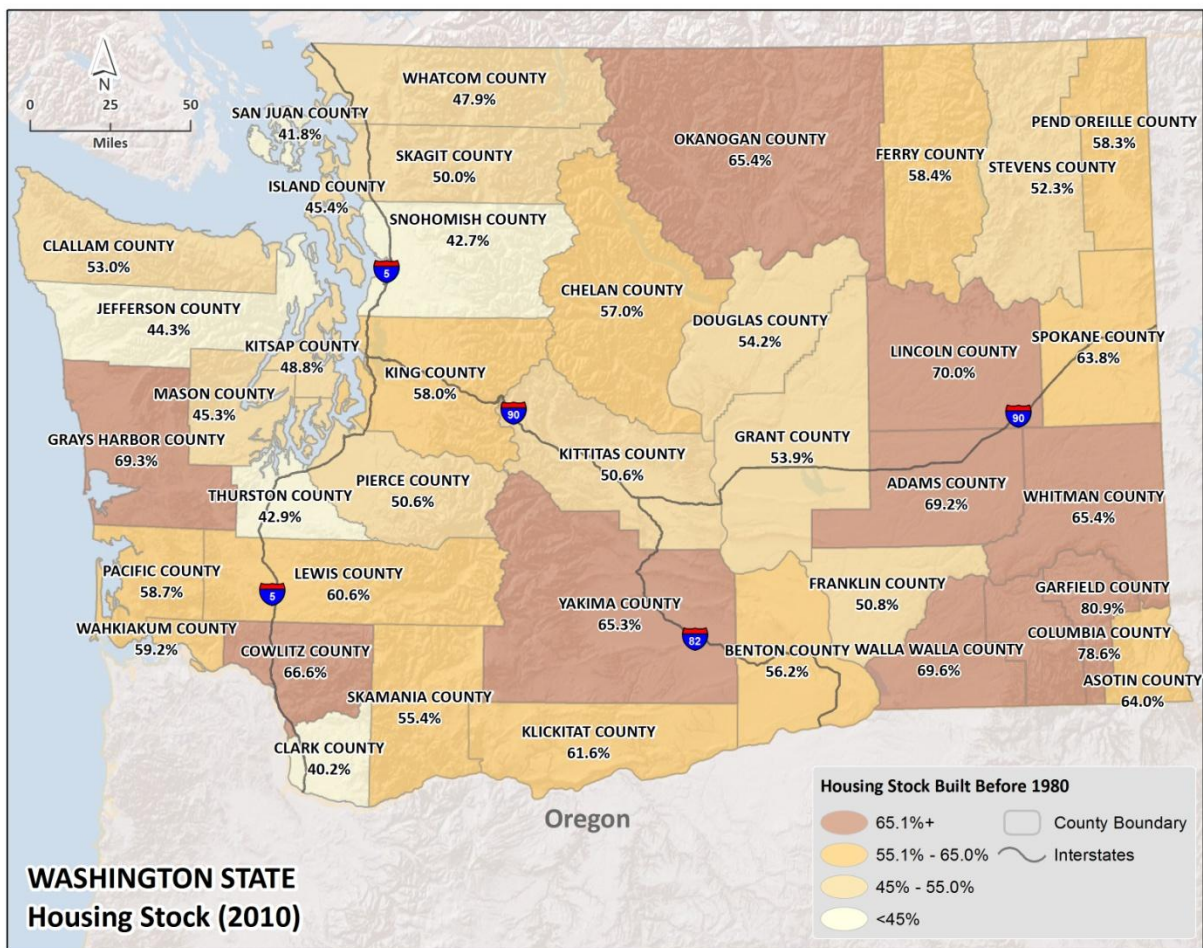 N
0 25 50
Miles
WHATCOM COUNTY
47.9%
SAN JUAN COUNTY
41.8%
SKAGIT COUNTY
50.0%
ISLAND COUNTY
45.4%
SNOHOMISH COUNTY
42.7%
OKANOGAN COUNTY
65.4%
FERRY COUNTY
58.4%
STEVENS COUNTY
52.3%
PEND OREILLE COUNTY
58.3%
CLALLAM COUNTY
53.0%
JEFFERSON COUNTY
44.3%
KITSAP COUNTY
48.8%
MASON COUNTY
45.3%
GRAYS HARBOR COUNTY
69.3%
5
KING COUNTY
58.0%
90
CHELAN COUNTY
57.0%
DOUGLAS COUNTY
54.2%
LINCOLN COUNTY
70.0%
SPOKANE COUNTY
63.8%
90
THURSTON COUNTY
42.9%
PIERCE COUNTY
50.6%
KITTITAS COUNTY
50.6%
GRANT COUNTY
53.9%
ADAMS COUNTY
69.2%
WHITMAN COUNTY
65.4%
PACIFIC COUNTY
58.7%
LEWIS COUNTY
60.6%
5
WAHKIAKUM COUNTY
59.2%
COWLITZ COUNTY
66.6%
YAKIMA COUNTY
65.3%
82
FRANKLIN COUNTY
50.8%
GARFIELD COUNTY
80.9%
COLUMBIA COUNTY
78.6%
BENTON COUNTY
56.2%
WALLA WALLA COUNTY
69.6%
ASOTIN COUNTY
64.0%
SKAMANIA COUNTY
55.4%
KLICKITAT COUNTY
61.6%
CLARK COUNTY
40.2%
Oregon
Housing Stock Built Before 1980
65.1%+
55.1% - 65.0%
45% - 55.0%
<45%
County Boundary
Interstates
WASHINGTON STATE
Housing Stock (2010)